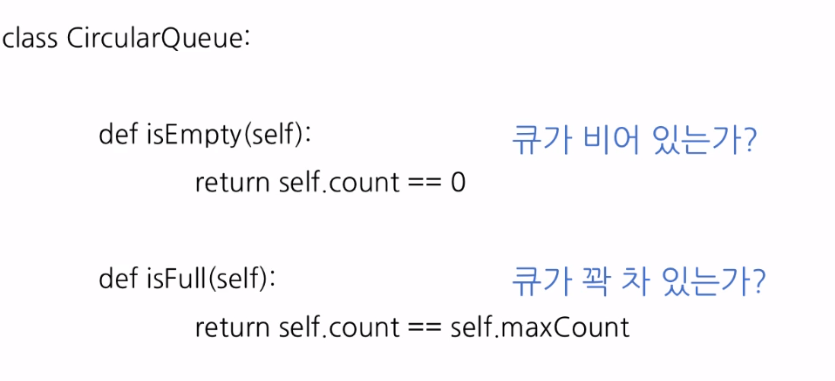 class CircularQueue:
def isEmpty(self): 큐가 비어 있는가?
return self.count == 0
def isFull(self): 큐가 꽉 차 있는가?
return self.count == self.maxCount